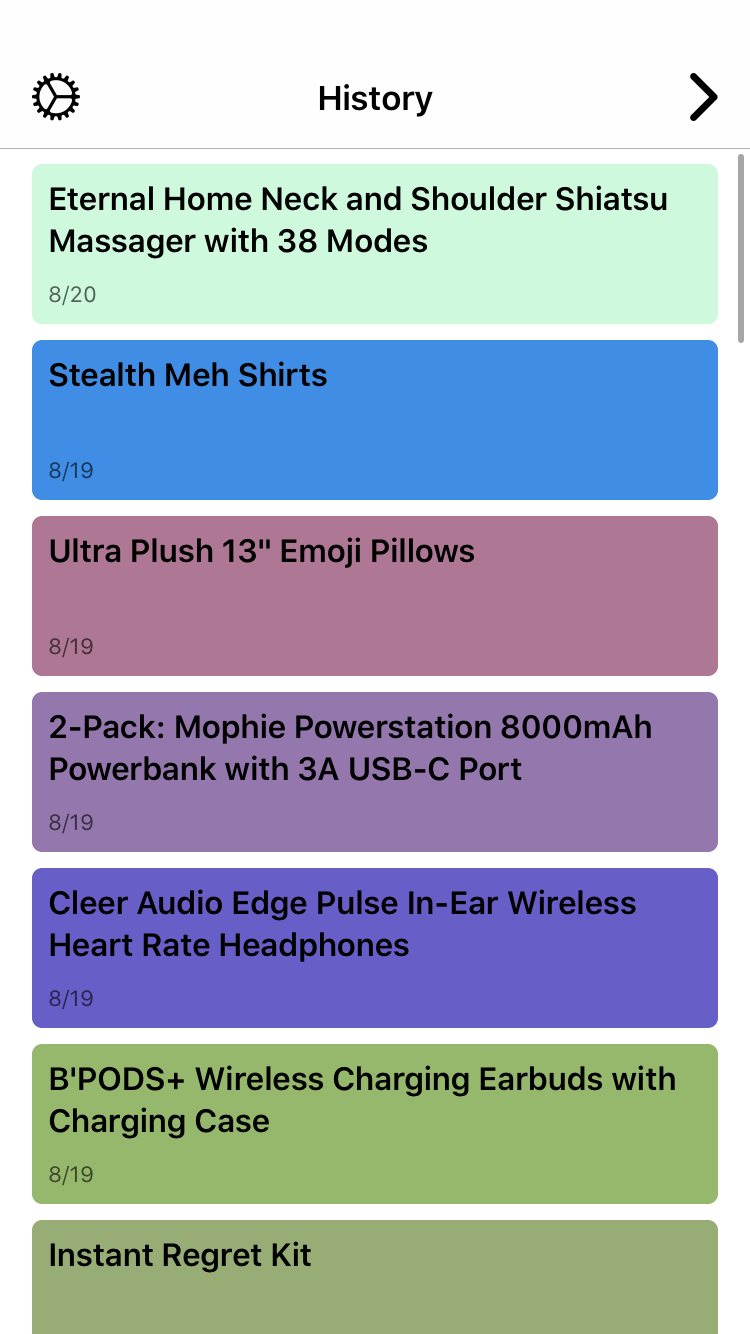 History
Eternal Home Neck and Shoulder Shiatsu
Massager with 38 Modes
8/20
Stealth Meh Shirts
8/19
Ultra Plush 13" Emoji Pillows
8/19
2-Pack: Mophie Powerstation 8000mAh
Powerbank with 3A USB-C Port
8/19
Cleer Audio Edge Pulse In-Ear Wireless
Heart Rate Headphones
8/19
B'PODS+ Wireless Charging Earbuds with
Charging Case
8/19
Instant Regret Kit